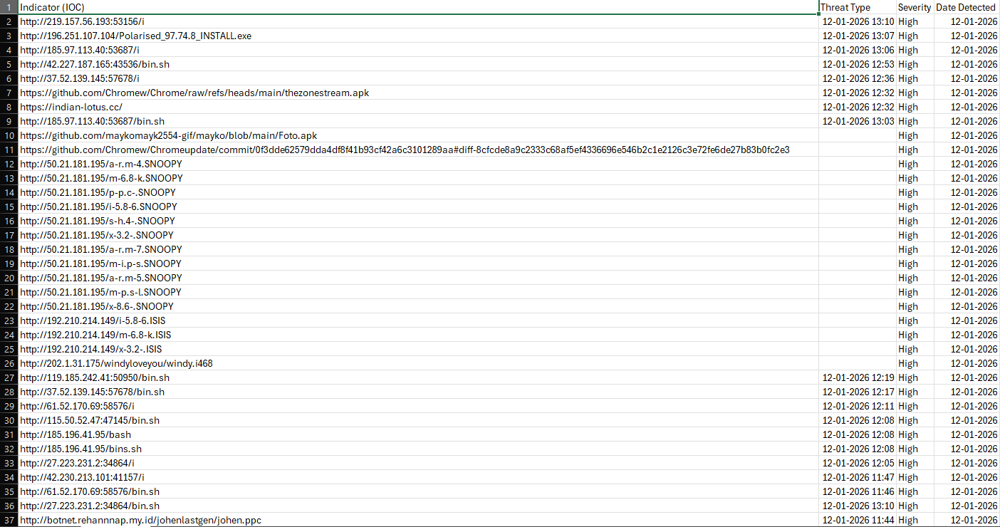 1 Indicator (IOC) Threat Type Severity Date Detected
2 http://219.157.56.193:53156/i 12-01-2026 13:10 High 12-01-2026
3 http://196.251.107.104/Polarised_97.74.8_INSTALL.exe 12-01-2026 13:07 High 12-01-2026
4 http://185.97.113.40:53687/i 12-01-2026 13:06 High 12-01-2026
5 http://42.227.187.165:43536/bin.sh 12-01-2026 12:53 High 12-01-2026
6 http://37.52.139.145:57678/i 12-01-2026 12:36 High 12-01-2026
7 https://github.com/Chromew/Chrome/raw/refs/heads/main/thezonestream.apk 12-01-2026 12:32 High 12-01-2026
8 https://indian-lotus.cc/ 12-01-2026 12:32 High 12-01-2026
9 http://185.97.113.40:53687/bin.sh 12-01-2026 13:03 High 12-01-2026
10 https://github.com/maykomayk2554-gif/mayko/blob/main/Foto.apk High 12-01-2026
11 https://github.com/Chromew/Chromeupdate/commit/0f3dde62579dda4df8f41b93cf42a6c3101289aa#diff-8cfcde8a9c2333c68af5ef4336696e546b2c1e2126c3e72fe6de27b83b0fc2e3 High 12-01-2026
12 http://50.21.181.195/a-r.m-4.SNOOPY High 12-01-2026
13 http://50.21.181.195/m-6.8-k.SNOOPY High 12-01-2026
14 http://50.21.181.195/p-p.c-.SNOOPY High 12-01-2026
15 http://50.21.181.195/i-5.8-6.SNOOPY High 12-01-2026
16 http://50.21.181.195/s-h.4-.SNOOPY High 12-01-2026
17 http://50.21.181.195/x-3.2-.SNOOPY High 12-01-2026
18 http://50.21.181.195/a-r.m-7.SNOOPY High 12-01-2026
19 http://50.21.181.195/m-i.p-s.SNOOPY High 12-01-2026
20 http://50.21.181.195/a-r.m-5.SNOOPY High 12-01-2026
21 http://50.21.181.195/m-p.s-l.SNOOPY High 12-01-2026
22 http://50.21.181.195/x-8.6-.SNOOPY High 12-01-2026
23 http://192.210.214.149/i-5.8-6.ISIS High 12-01-2026
24 http://192.210.214.149/m-6.8-k.ISIS High 12-01-2026
25 http://192.210.214.149/x-3.2-.ISIS High 12-01-2026
26 http://202.1.31.175/windyloveyou/windy.i468 High 12-01-2026
27 http://119.185.242.41:50950/bin.sh 12-01-2026 12:19 High 12-01-2026
28 http://37.52.139.145:57678/bin.sh 12-01-2026 12:17 High 12-01-2026
29 http://61.52.170.69:58576/i 12-01-2026 12:11 High 12-01-2026
30 http://115.50.52.47:47145/bin.sh 12-01-2026 12:08 High 12-01-2026
31 http://185.196.41.95/bash 12-01-2026 12:08 High 12-01-2026
32 http://185.196.41.95/bins.sh 12-01-2026 12:08 High 12-01-2026
33 http://27.223.231.2:34864/i 12-01-2026 12:05 High 12-01-2026
34 http://42.230.213.101:41157/i 12-01-2026 11:47 High 12-01-2026
35 http://61.52.170.69:58576/bin.sh 12-01-2026 11:46 High 12-01-2026
36 http://27.223.231.2:34864/bin.sh 12-01-2026 13:10 High 12-01-2026
37 http://botnet.rehannnap.my.id/johenlastgen/johen.ppc 12-01-2026 11:44 High 12-01-2026